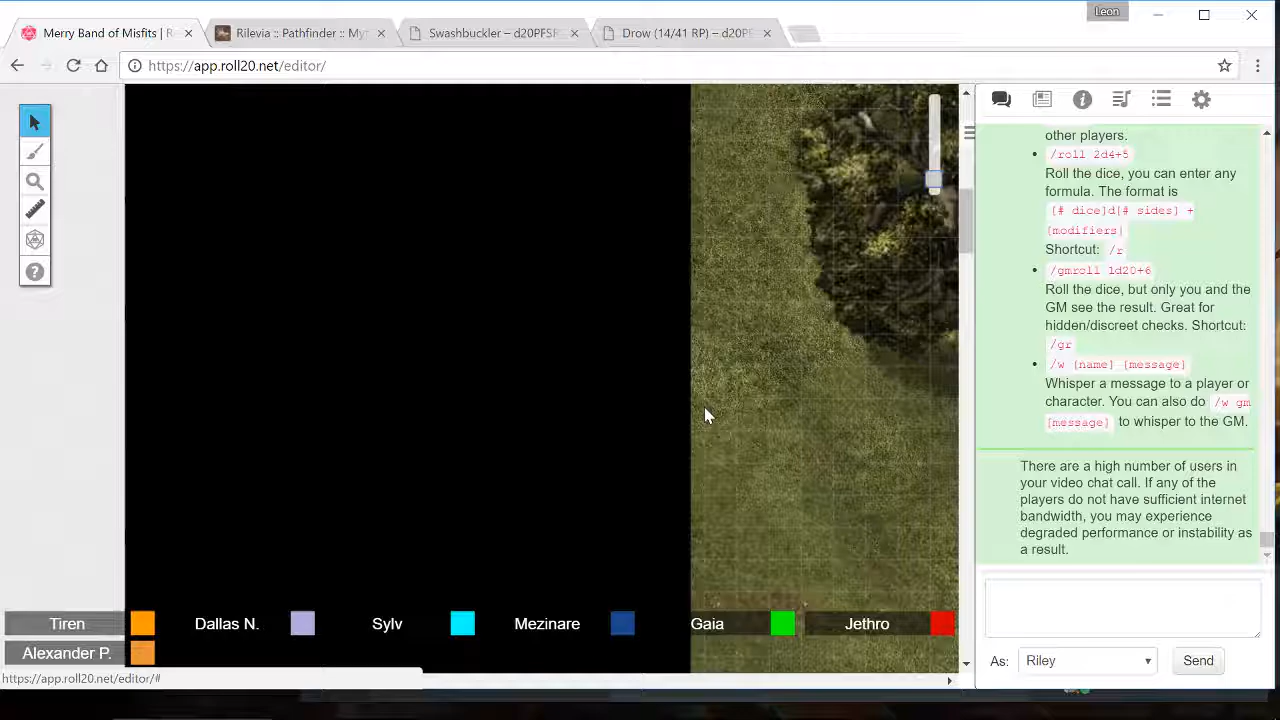 Leon
Merry Band of Misfits | R
Rilevia :: Pathfinder :: My
Swashbuckler – d20PFSR
Drow (14/41 RP) – d20PF
https://app.roll20.net/editor/
other players.
/roll 2d4+5
Roll the dice, you can enter any
formula. The format is
[# dice]d[# sides] +
[modifiers]
Shortcut: /r
/gmroll 1d20+6
Roll the dice, but only you and the
GM see the result. Great for
hidden/discreet checks. Shortcut:
/gr
/w [name] [message]
Whisper a message to a player or
character. You can also do /w gm
[message] to whisper to the GM.
There are a high number of users in
your video chat call. If any of the
players do not have sufficient internet
bandwidth, you may experience
degraded performance or instability as
a result.
Tiren
Dallas N.
Sylv
Mezinare
Gaia
Jethro
Alexander P.
As: Riley Send
https://app.roll20.net/editor/#